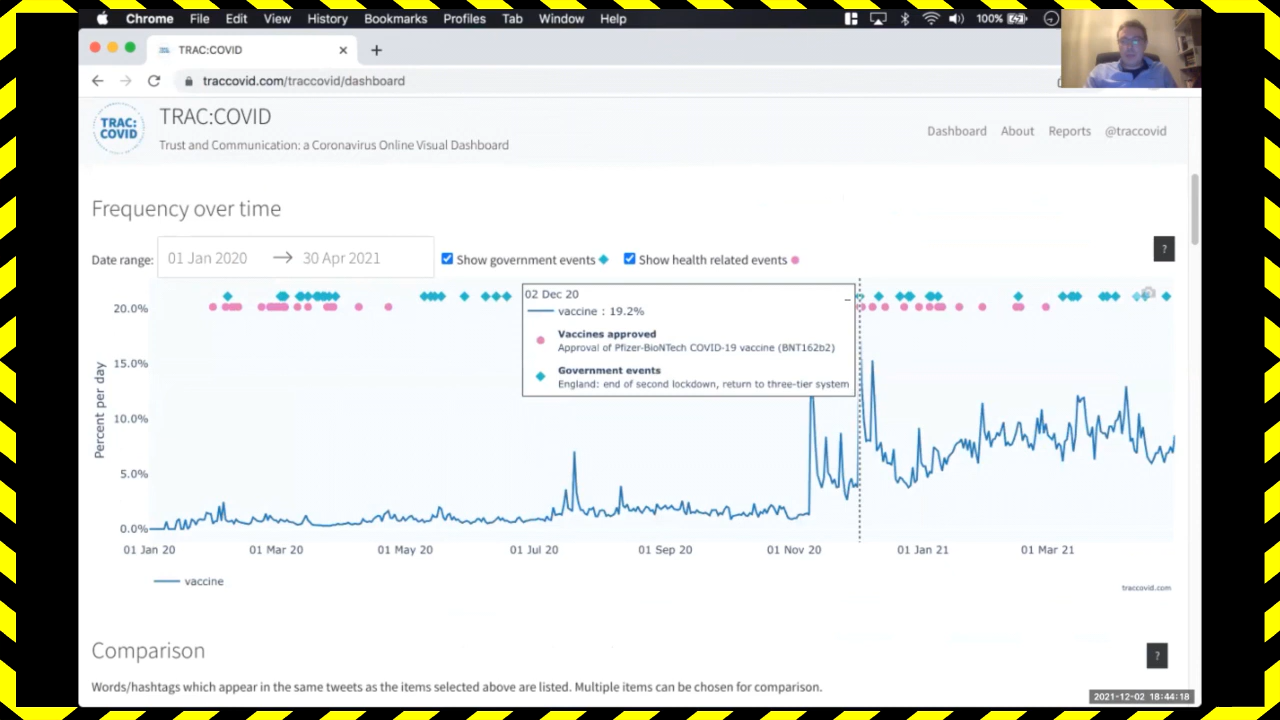 Chrome File Edit View History Bookmarks Profiles Tab Window Help 100%
TRAC:COVID
traccovid.com/traccovid/dashboard
TRAC:
COVID
TRAC:COVID
Trust and Communication: a Coronavirus Online Visual Dashboard
Dashboard About Reports @traccovid
Frequency over time
Date range: 01 Jan 2020 → 30 Apr 2021 Show government events Show health related events
?
02 Dec 20
vaccine : 19.2%
Vaccines approved
Approval of Pfizer-BioNTech COVID-19 vaccine (BNT162b2)
Government events
England: end of second lockdown, return to three-tier system
20.0%
15.0%
10.0%
5.0%
0.0%
Percent per day
01 Jan 20 01 Mar 20 01 May 20 01 Jul 20 01 Sep 20 01 Nov 20 01 Jan 21 01 Mar 21
vaccine
traccovid.com
Comparison
?
Words/hashtags which appear in the same tweets as the items selected above are listed. Multiple items can be chosen for comparison.
2021-12-02 18:44:18